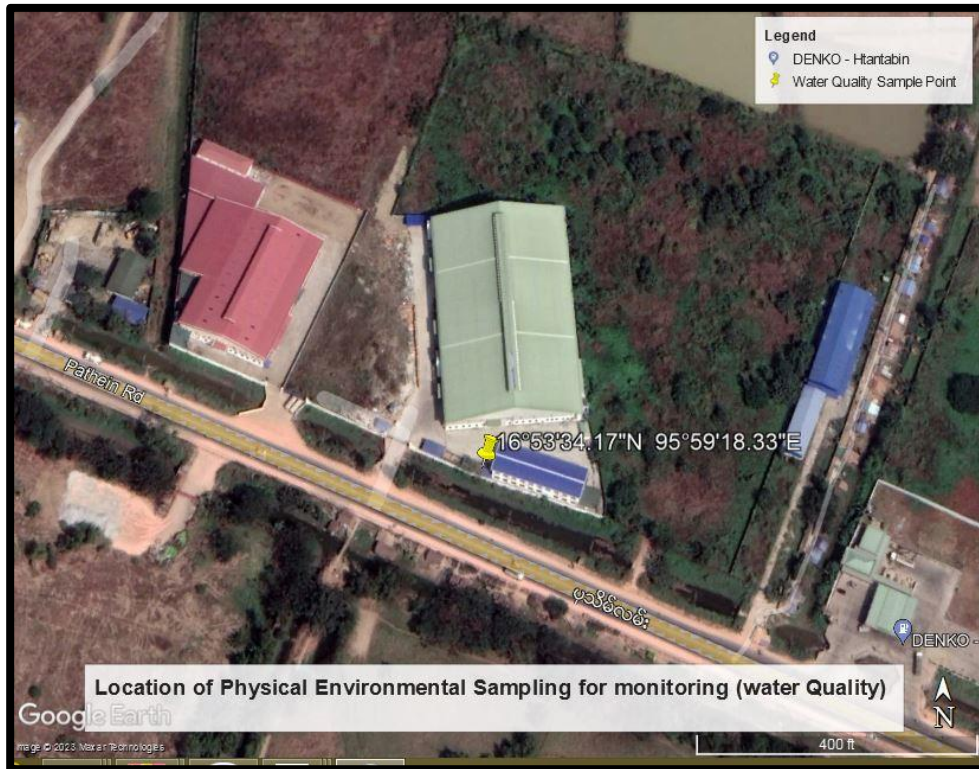 Legend
DENKO - Htantabin
Water Quality Sample Point
Pathein Rd
16°53'34.17"N 95°59'18.33"E
ပုသိမ်လမ်း
DENKO -
Location of Physical Environmental Sampling for monitoring (water Quality)
Google Earth
N
Image © 2023 Maxar Technologies
400 ft